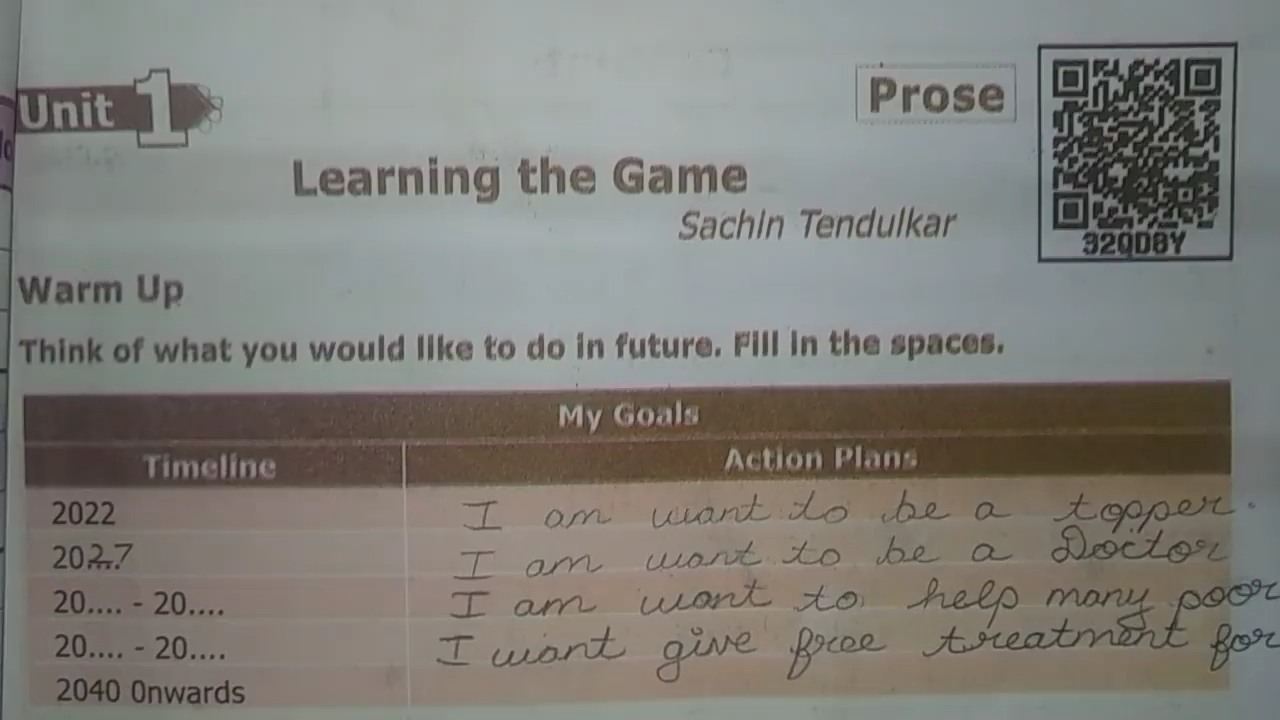 Unit 1
Prose
Learning the Game
Sachin Tendulkar
32QD8Y
Warm Up
Think of what you would like to do in future. Fill in the spaces.
My Goals
Timeline Action Plans
2022 I am want to be a topper.
2027 I am want to be a Doctor
20.... - 20.... I am want to help many poor
20.... - 20.... I want give free treatment for
2040 Onwards